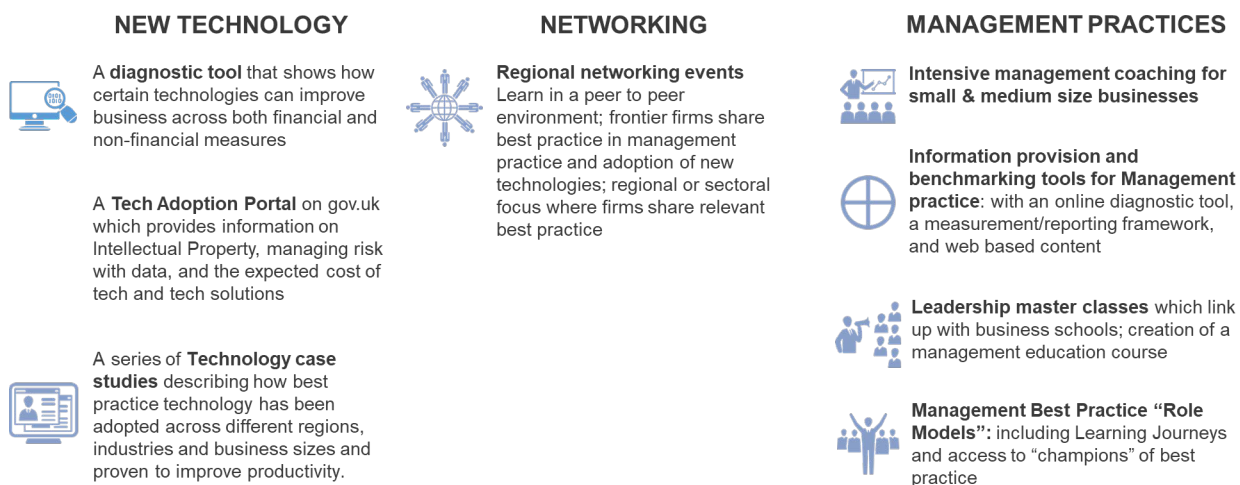 NEW TECHNOLOGY
A diagnostic tool that shows how
certain technologies can improve
business across both financial and
non-financial measures
A Tech Adoption Portal on gov.uk
which provides information on
Intellectual Property, managing risk
with data, and the expected cost of
tech and tech solutions
A series of Technology case
studies describing how best
practice technology has been
adopted across different regions,
industries and business sizes and
proven to improve productivity.
NETWORKING
Regional networking events
Learn in a peer to peer
environment; frontier firms share
best practice in management
practice and adoption of new
technologies; regional or sectoral
focus where firms share relevant
best practice
MANAGEMENT PRACTICES
Intensive management coaching for
small & medium size businesses
Information provision and
benchmarking tools for Management
practice: with an online diagnostic tool,
a measurement/reporting framework,
and web based content
Leadership master classes which link
up with business schools; creation of a
management education course
Management Best Practice “Role
Models”: including Learning Journeys
and access to “champions” of best
practice